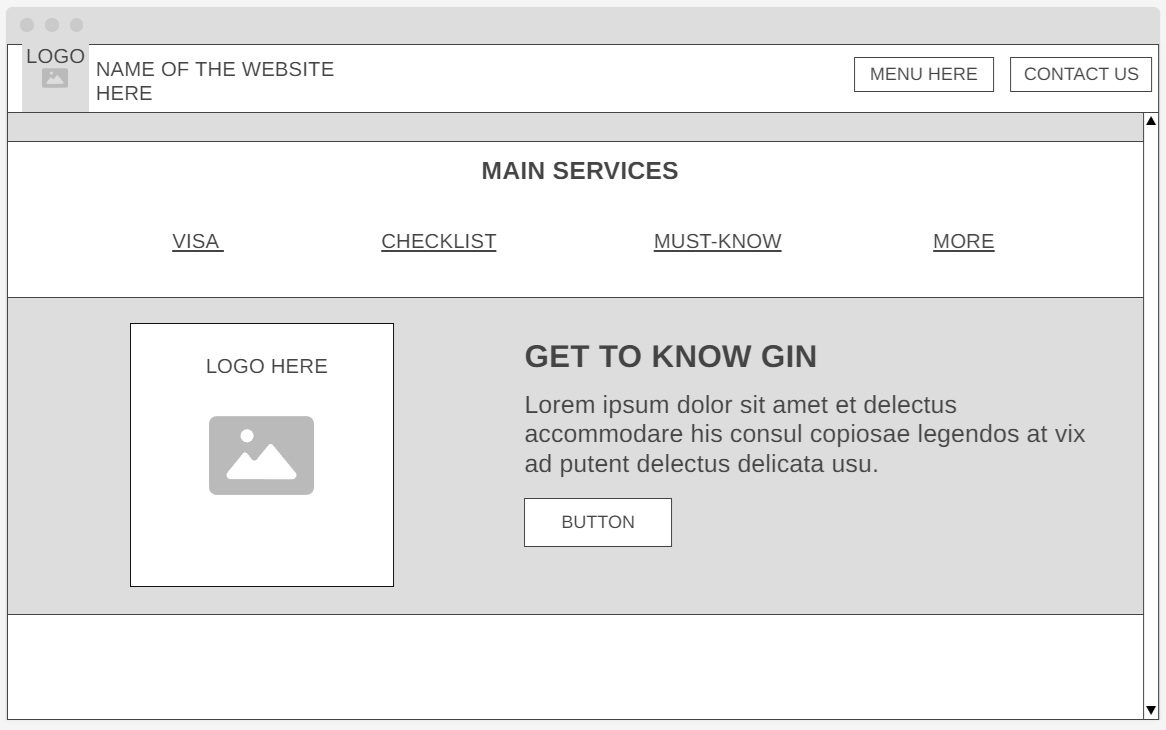 LOGO
NAME OF THE WEBSITE
HERE
MENU HERE
CONTACT US
MAIN SERVICES
VISA
CHECKLIST
MUST-KNOW
MORE
LOGO HERE
GET TO KNOW GIN
Lorem ipsum dolor sit amet et delectus
accommodare his consul copiosae legendos at vix
ad putent delectus delicata usu.
BUTTON